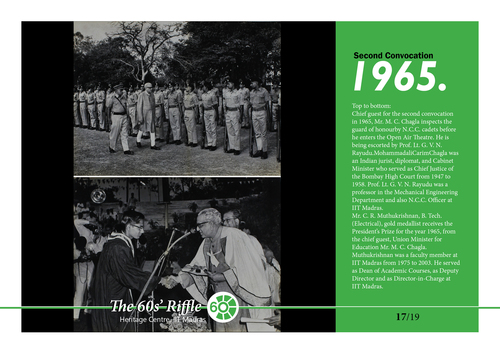 Second Convocation
1965.
Top to bottom:
Chief guest for the second convocation
in 1965, Mr. M. C. Chagla inspects the
guard of honourby N.C.C. cadets before
he enters the Open Air Theatre. He is
being escorted by Prof. Lt. G. V. N.
Rayudu.MohammadaliCarimChagla was
an Indian jurist, diplomat, and Cabinet
Minister who served as Chief Justice of
the Bombay High Court from 1947 to
1958. Prof. Lt. G. V. N. Rayudu was a
professor in the Mechanical Engineering
Department and also N.C.C. Officer at
IIT Madras.
Mr. C. R. Muthukrishnan, B. Tech.
(Electrical), gold medallist receives the
President's Prize for the year 1965, from
the chief guest, Union Minister for
Education Mr. M. C. Chagla.
Muthukrishnan was a faculty member at
IIT Madras from 1975 to 2003. He served
as Dean of Academic Courses, as Deputy
Director and as Director-in-Charge at
IIT Madras.
The 60s' Riffle 60
Heritage Centre, IIT Madras
17/19